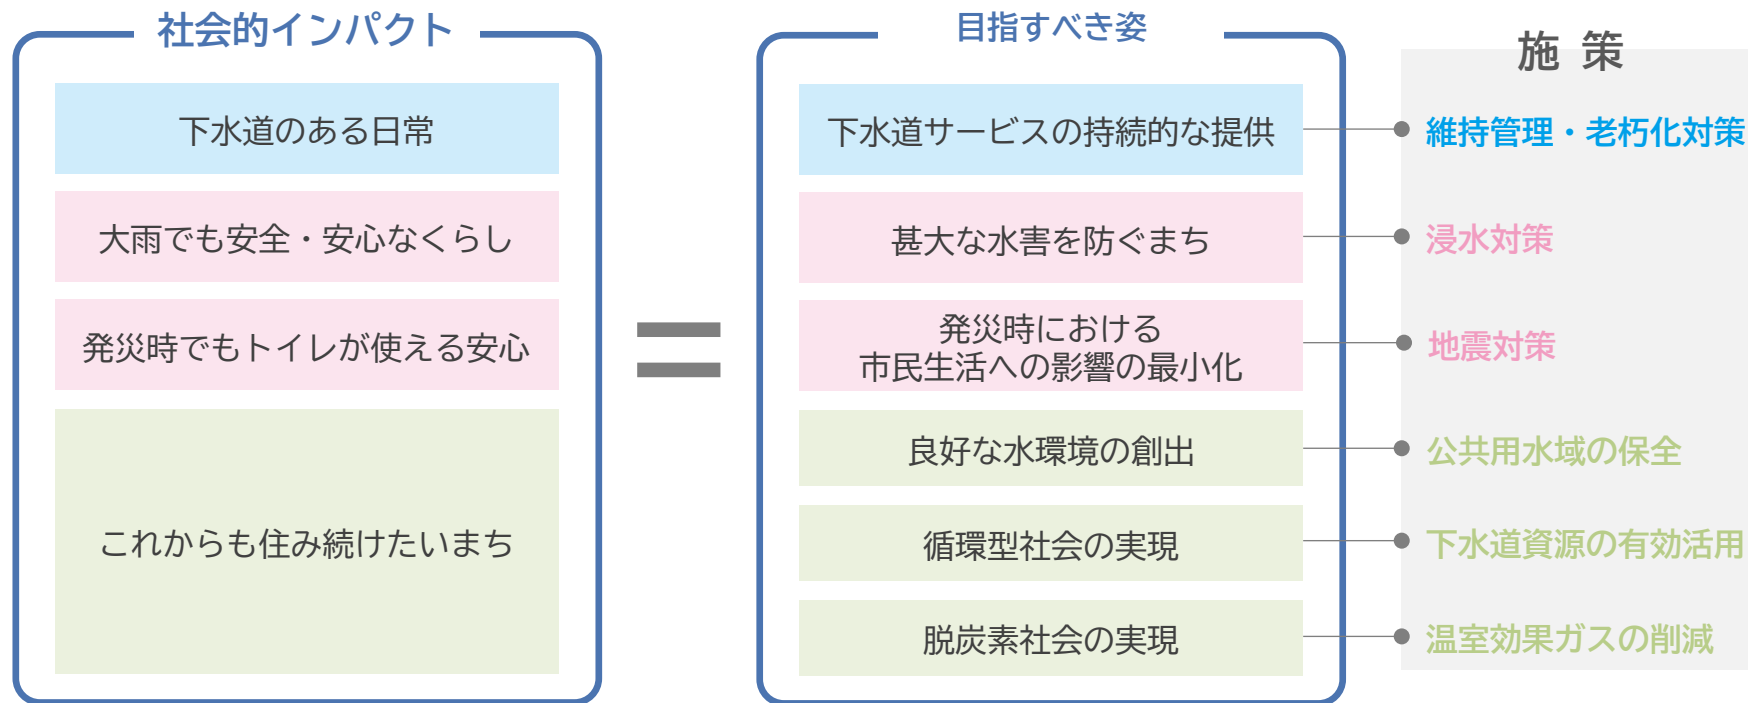 社会的インパクト
下水道のある日常
大雨でも安全・安心なくらし
発災時でもトイレが使える安心
これからも住み続けたいまち
＝
目指すべき姿
下水道サービスの持続的な提供
甚大な水害を防ぐまち
発災時における
市民生活への影響の最小化
良好な水環境の創出
循環型社会の実現
脱炭素社会の実現
施策
維持管理・老朽化対策
浸水対策
地震対策
公共用水域の保全
下水道資源の有効活用
温室効果ガスの削減